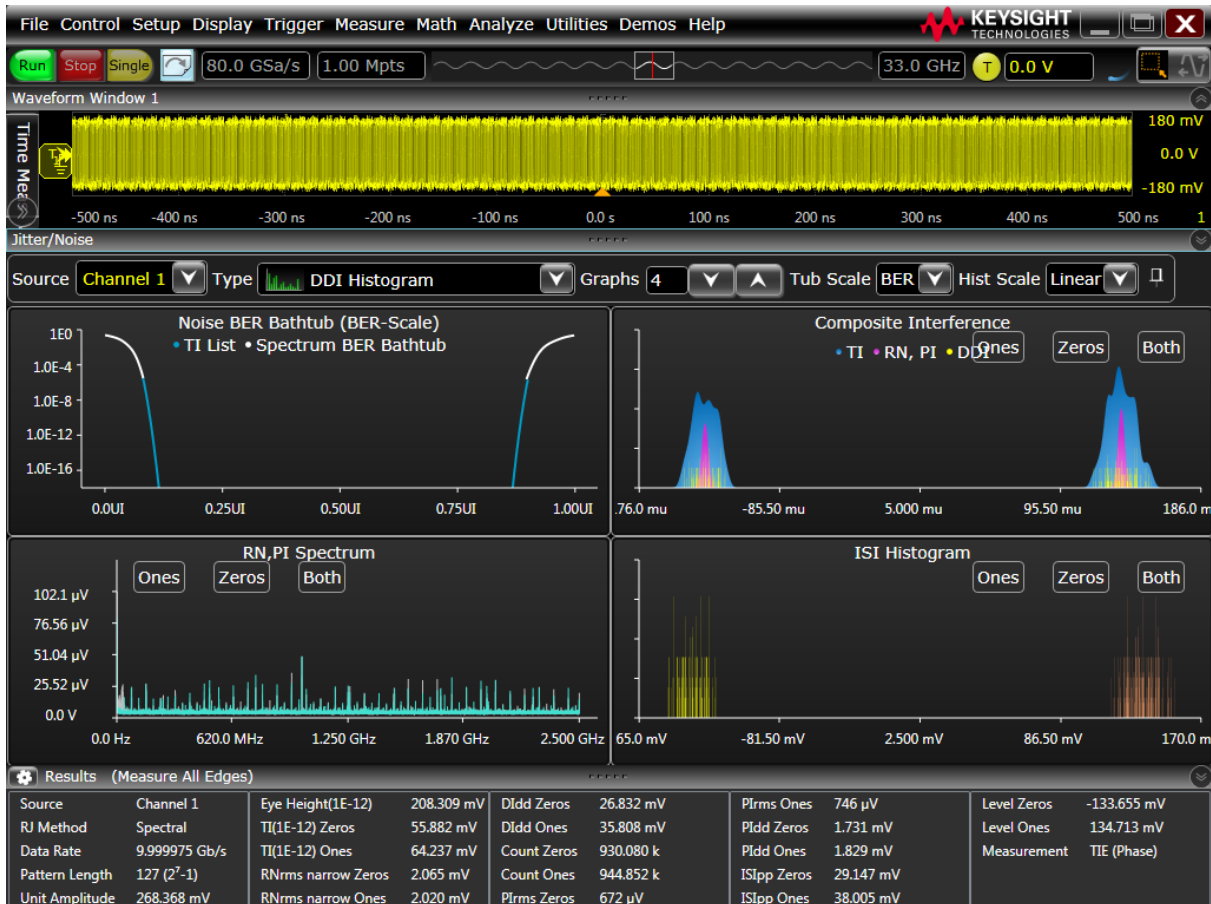 File Control Setup Display Trigger Measure Math Analyze Utilities Demos Help
KEYSIGHT
TECHNOLOGIES
X
Run Stop Single 80.0 GSa/s 1.00 Mpts 33.0 GHz T 0.0 V
Waveform Window 1
Time Mea
180 mV
0.0 V
-180 mV
-500 ns -400 ns -300 ns -200 ns -100 ns 0.0 s 100 ns 200 ns 300 ns 400 ns 500 ns 1
Jitter/Noise
Source Channel 1 Type DDI Histogram Graphs 4 Tub Scale BER Hist Scale Linear
Noise BER Bathtub (BER-Scale)
TI List Spectrum BER Bathtub
1E0
1.0E-4
1.0E-8
1.0E-12
1.0E-16
0.0UI 0.25UI 0.50UI 0.75UI 1.00UI
Composite Interference
TI RN, PI DDI
Ones Zeros Both
.76.0 mu -85.50 mu 5.000 mu 95.50 mu 186.0 m
RN,PI Spectrum
Ones Zeros Both
102.1 µV
76.56 µV
51.04 µV
25.52 µV
0.0 V
0.0 Hz 620.0 MHz 1.250 GHz 1.870 GHz 2.500 GHz
ISI Histogram
Ones Zeros Both
65.0 mV -81.50 mV 2.500 mV 86.50 mV 170.0 m
Results (Measure All Edges)
Source Channel 1 Eye Height(1E-12) 208.309 mV DIdd Zeros 26.832 mV PIrms Ones 746 µV Level Zeros -133.655 mV
RJ Method Spectral TI(1E-12) Zeros 55.882 mV DIdd Ones 35.808 mV PIdd Zeros 1.731 mV Level Ones 134.713 mV
Data Rate 9.999975 Gb/s TI(1E-12) Ones 64.237 mV Count Zeros 930.080 k PIdd Ones 1.829 mV Measurement TIE (Phase)
Pattern Length 127 (2⁷-1) RNrms narrow Zeros 2.065 mV Count Ones 944.852 k ISIpp Zeros 29.147 mV
Unit Amplitude 268.368 mV RNrms narrow Ones 2.020 mV PIrms Zeros 672 µV ISIpp Ones 38.005 mV